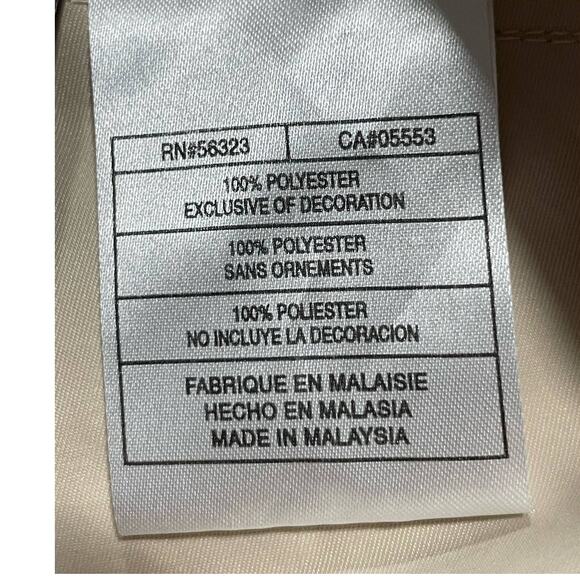 RN#56323 CA#05553
100% POLYESTER
EXCLUSIVE OF DECORATION
100% POLYESTER
SANS ORNEMENTS
100% POLIESTER
NO INCLUYE LA DECORACION
FABRIQUE EN MALAISIE
HECHO EN MALASIA
MADE IN MALAYSIA